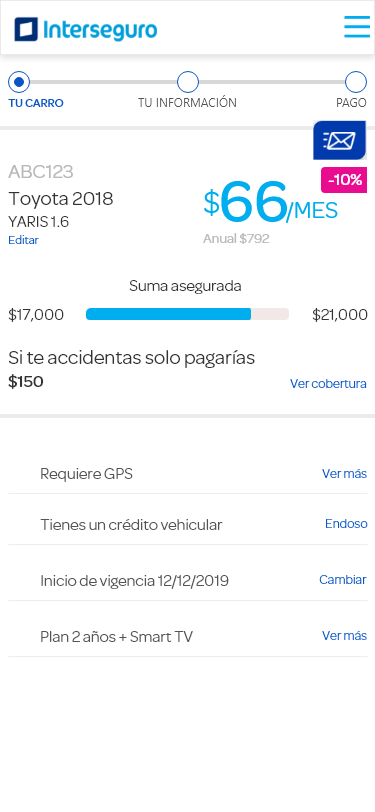 Interseguro
TU CARRO
TU INFORMACIÓN
PAGO
ABC123
Toyota 2018
YARIS 1.6
Editar
-10%
$66/MES
Anual $792
Suma asegurada
$17,000
$21,000
Si te accidentas solo pagarías
$150
Ver cobertura
Requiere GPS
Ver más
Tienes un crédito vehicular
Endoso
Inicio de vigencia 12/12/2019
Cambiar
Plan 2 años + Smart TV
Ver más